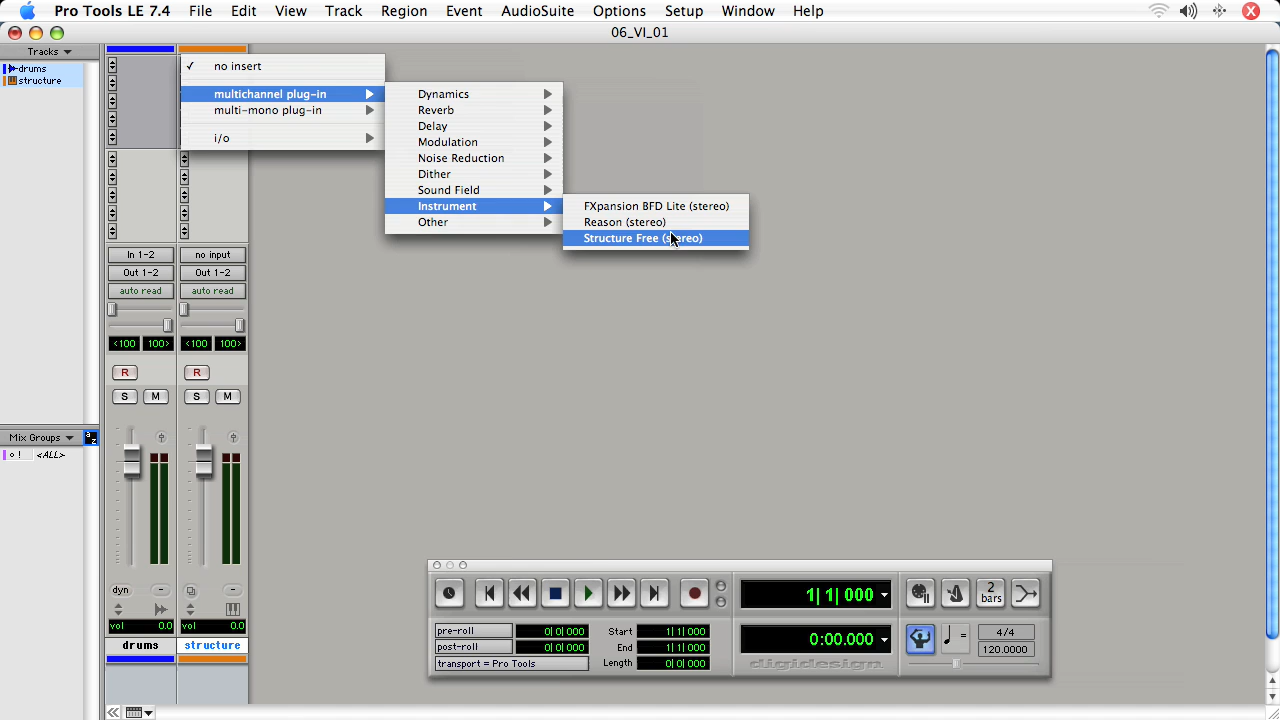 Pro Tools LE 7.4 File Edit View Track Region Event AudioSuite Options Setup Window Help
06_VI_01
Tracks
drums
structure
no insert
multichannel plug-in
multi-mono plug-in
i/o
Dynamics
Reverb
Delay
Modulation
Noise Reduction
Dither
Sound Field
Instrument
Other
FXpansion BFD Lite (stereo)
Reason (stereo)
Structure Free (stereo)
In 1-2 no input
Out 1-2 Out 1-2
auto read auto read
<100 100> <100 100>
R R
S M S M
Mix Groups a z
o ! <ALL>
dyn - -
vol 0.0 vol 0.0
drums structure
1| 1| 000
2 bars
pre-roll 0| 0| 000 Start 1| 1| 000
post-roll 0| 0| 000 End 1| 1| 000
transport = Pro Tools Length 0| 0| 000
0:00.000
digidesign
= 4/4
120.0000